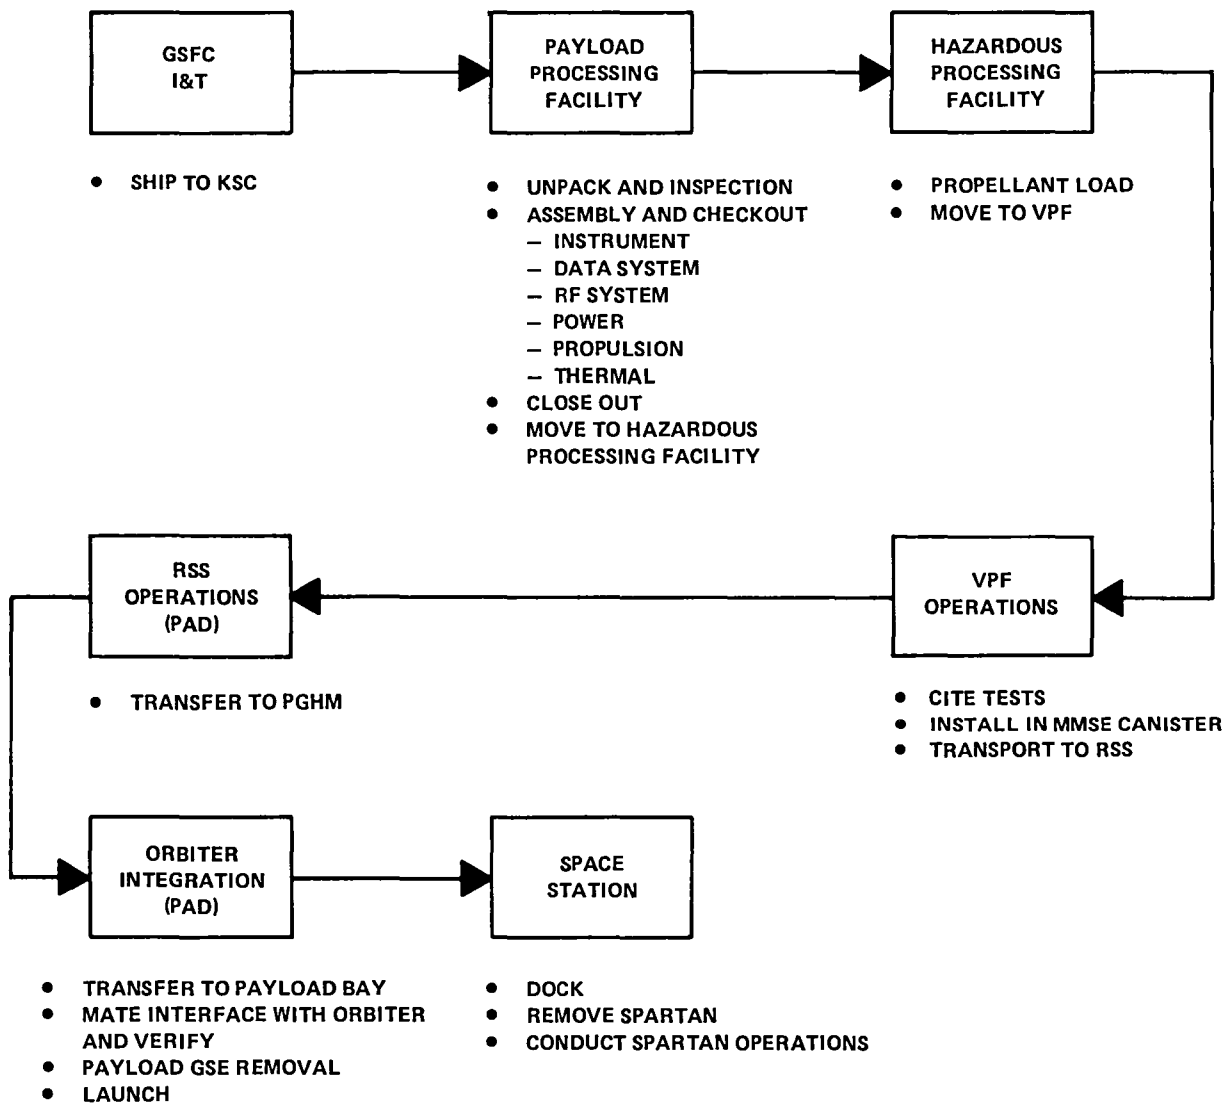 GSFC
I&T
PAYLOAD
PROCESSING
FACILITY
HAZARDOUS
PROCESSING
FACILITY
● SHIP TO KSC
● UNPACK AND INSPECTION
● ASSEMBLY AND CHECKOUT
– INSTRUMENT
– DATA SYSTEM
– RF SYSTEM
– POWER
– PROPULSION
– THERMAL
● CLOSE OUT
● MOVE TO HAZARDOUS
PROCESSING FACILITY
● PROPELLANT LOAD
● MOVE TO VPF
RSS
OPERATIONS
(PAD)
VPF
OPERATIONS
● TRANSFER TO PGHM
● CITE TESTS
● INSTALL IN MMSE CANISTER
● TRANSPORT TO RSS
ORBITER
INTEGRATION
(PAD)
SPACE
STATION
● TRANSFER TO PAYLOAD BAY
● MATE INTERFACE WITH ORBITER
AND VERIFY
● PAYLOAD GSE REMOVAL
● LAUNCH
● DOCK
● REMOVE SPARTAN
● CONDUCT SPARTAN OPERATIONS